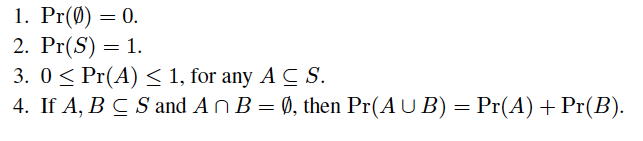 1. Pr(∅) = 0.
2. Pr(S) = 1.
3. 0 ≤ Pr(A) ≤ 1, for any A ⊆ S.
4. If A, B ⊆ S and A ∩ B = ∅, then Pr(A ∪ B) = Pr(A) + Pr(B).